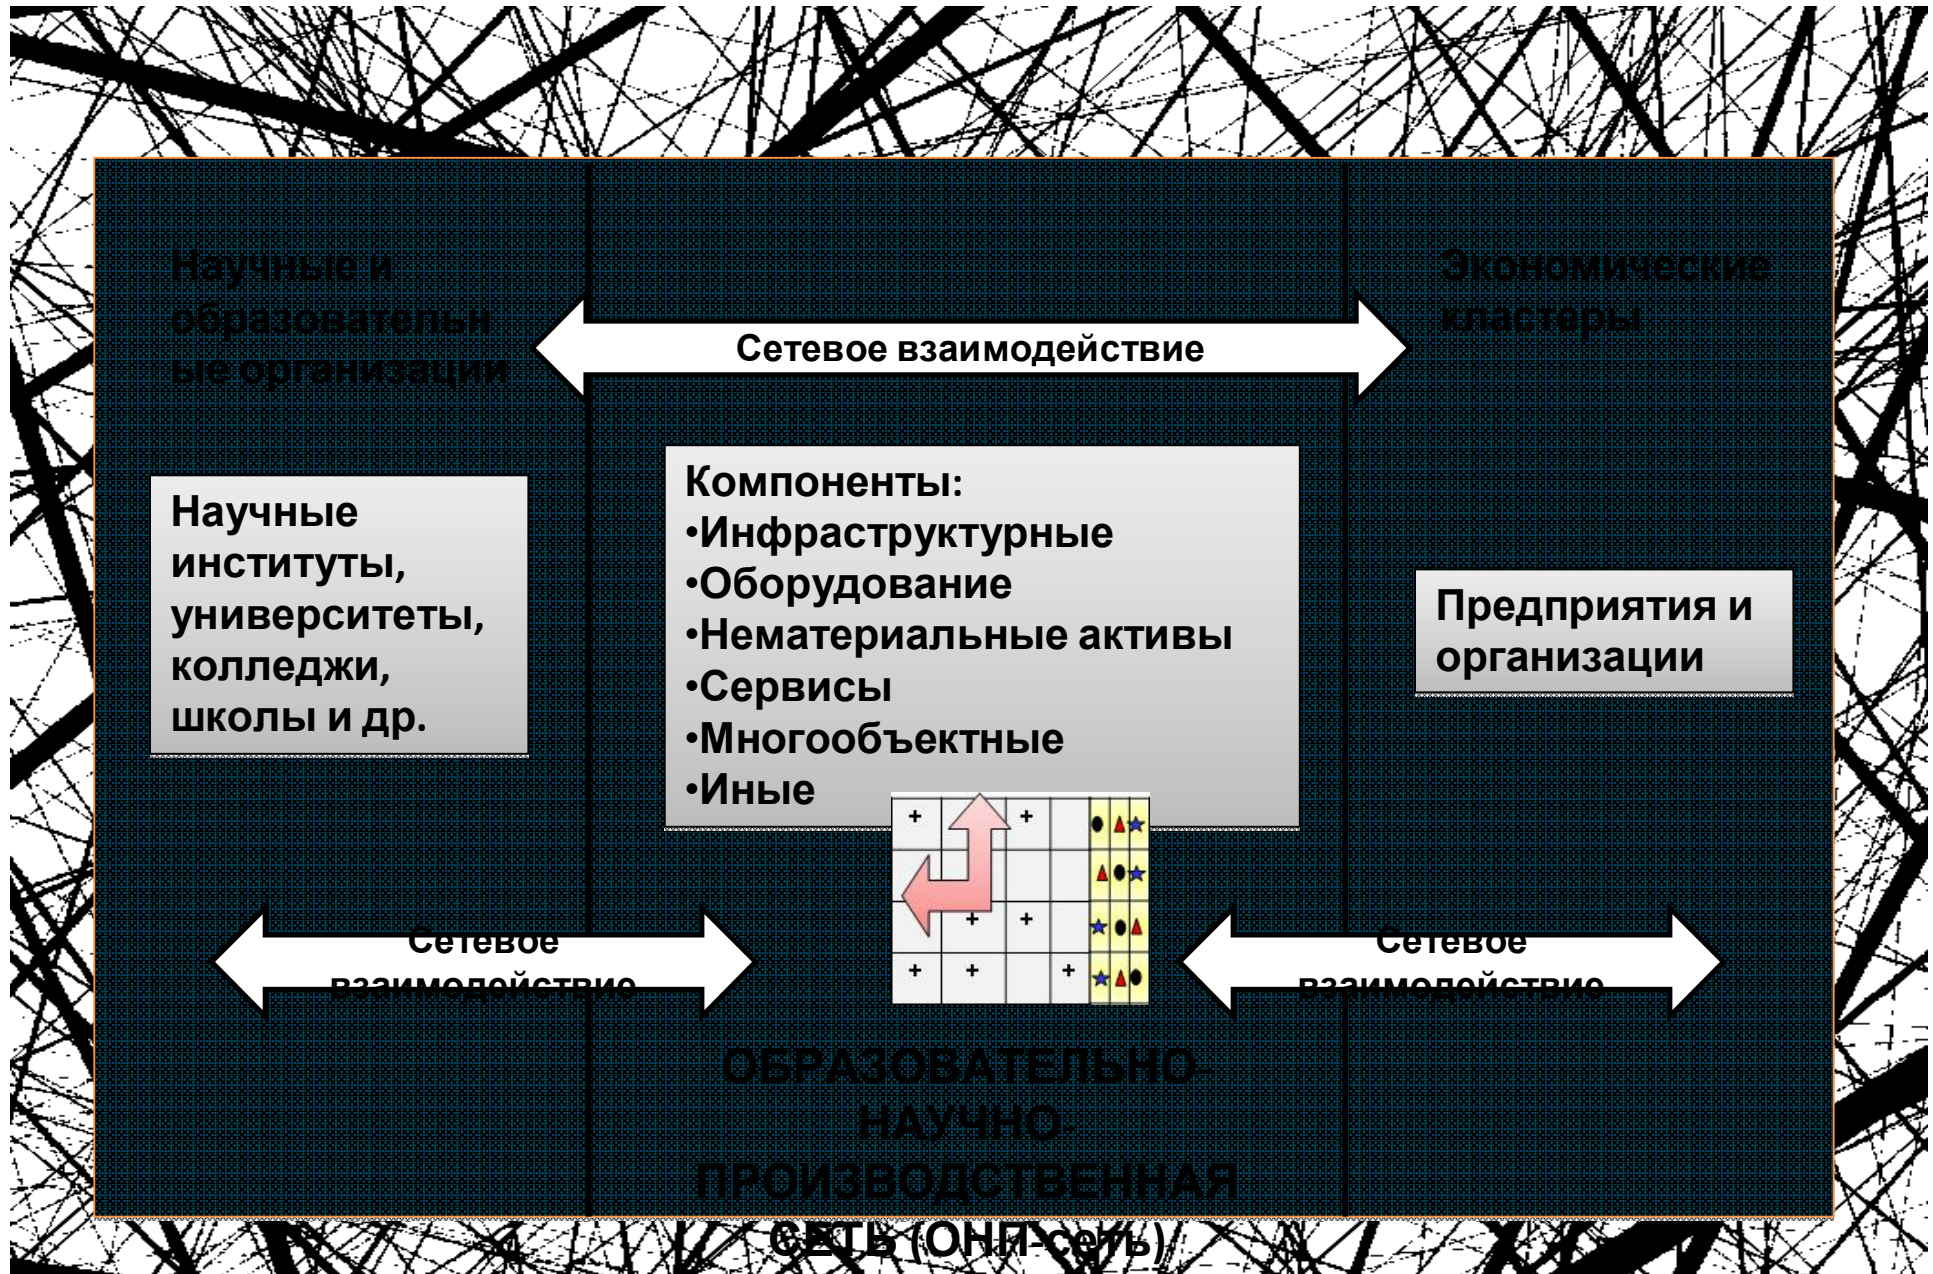 Научные и
образовательн
ые организации
Экономические
кластеры
Сетевое взаимодействие
Научные
институты,
университеты,
колледжи,
школы и др.
Компоненты:
•Инфраструктурные
•Оборудование
•Нематериальные активы
•Сервисы
•Многообъектные
•Иные
Предприятия и
организации
Сетевое
взаимодействие
Сетевое
взаимодействие
ОБРАЗОВАТЕЛЬНО-
НАУЧНО-
ПРОИЗВОДСТВЕННАЯ
СЕТЬ (ОНП-сеть)